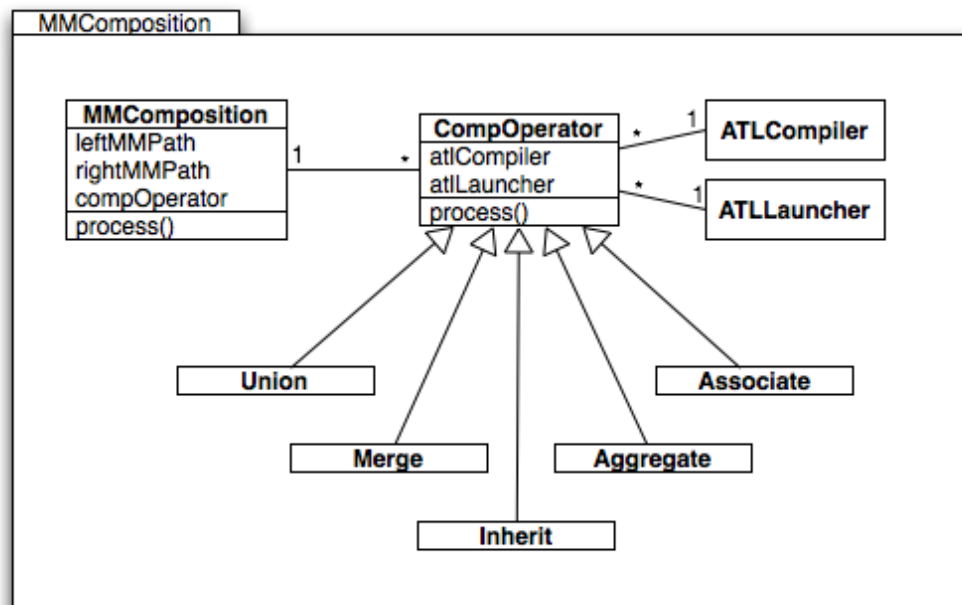 MMComposition
MMComposition
leftMMPath
rightMMPath
compOperator
process()
1
*
CompOperator
atlCompiler
atlLauncher
process()
*
1
ATLCompiler
*
1
ATLLauncher
Union
Associate
Merge
Aggregate
Inherit